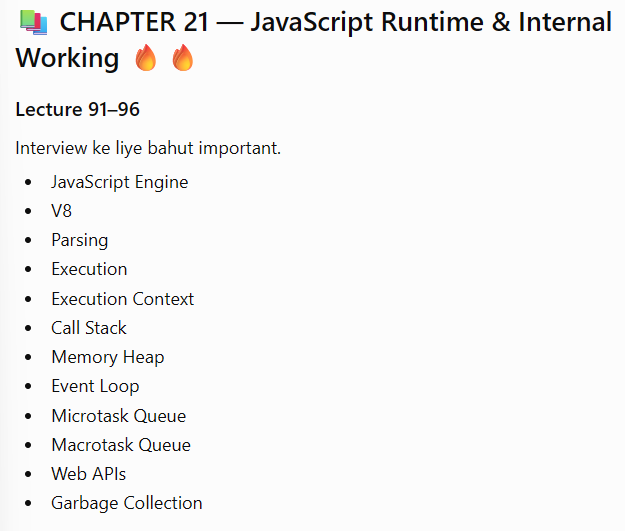 📚 CHAPTER 21 — JavaScript Runtime & Internal
Working 🔥 🔥
Lecture 91–96
Interview ke liye bahut important.
• JavaScript Engine
• V8
• Parsing
• Execution
• Execution Context
• Call Stack
• Memory Heap
• Event Loop
• Microtask Queue
• Macrotask Queue
• Web APIs
• Garbage Collection